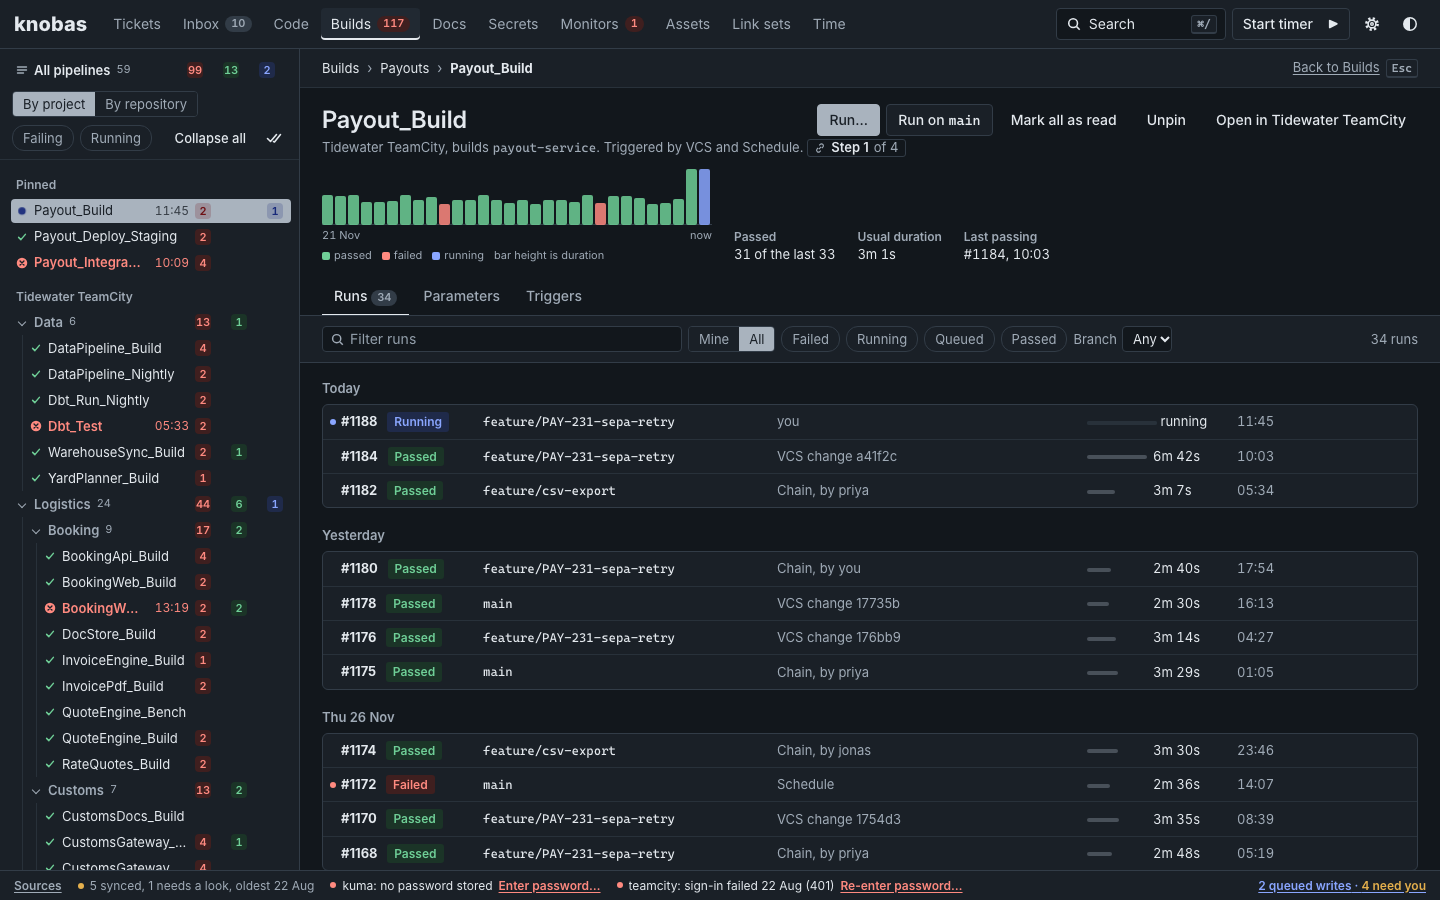 knobas Tickets Inbox 10 Code Builds 117 Docs Secrets Monitors 1 Assets Link sets Time Search ⌘/ Start timer
All pipelines 59 99 13 2
By project By repository
Failing Running Collapse all
Pinned
Payout_Build 11:45 2 1
Payout_Deploy_Staging 2
Payout_Integra... 10:09 4
Tidewater TeamCity
Data 6 13 1
DataPipeline_Build 4
DataPipeline_Nightly 2
Dbt_Run_Nightly 2
Dbt_Test 05:33 2
WarehouseSync_Build 2 1
YardPlanner_Build 1
Logistics 24 44 6 1
Booking 9 17 2
BookingApi_Build 4
BookingWeb_Build 2
BookingW... 13:19 2 2
DocStore_Build 2
InvoiceEngine_Build 1
InvoicePdf_Build 2
QuoteEngine_Bench
QuoteEngine_Build 2
RateQuotes_Build 2
Customs 7 13 2
CustomsDocs_Build
CustomsGateway_... 4 1
CustomsGateway 4
Builds › Payouts › Payout_Build Back to Builds Esc
Payout_Build Run... Run on main Mark all as read Unpin Open in Tidewater TeamCity
Tidewater TeamCity, builds payout-service. Triggered by VCS and Schedule. Step 1 of 4
21 Nov now
passed failed running bar height is duration
Passed Usual duration Last passing
31 of the last 33 3m 1s #1184, 10:03
Runs 34 Parameters Triggers
Filter runs Mine All Failed Running Queued Passed Branch Any 34 runs
Today
#1188 Running feature/PAY-231-sepa-retry you running 11:45
#1184 Passed feature/PAY-231-sepa-retry VCS change a41f2c 6m 42s 10:03
#1182 Passed feature/csv-export Chain, by priya 3m 7s 05:34
Yesterday
#1180 Passed feature/PAY-231-sepa-retry Chain, by you 2m 40s 17:54
#1178 Passed main VCS change 17735b 2m 30s 16:13
#1176 Passed feature/PAY-231-sepa-retry VCS change 176bb9 3m 14s 04:27
#1175 Passed main Chain, by priya 3m 29s 01:05
Thu 26 Nov
#1174 Passed feature/csv-export Chain, by jonas 3m 30s 23:46
#1172 Failed main Schedule 2m 36s 14:07
#1170 Passed feature/PAY-231-sepa-retry VCS change 1754d3 3m 35s 08:39
#1168 Passed feature/PAY-231-sepa-retry Chain, by priya 2m 48s 05:19
Sources 5 synced, 1 needs a look, oldest 22 Aug kuma: no password stored Enter password... teamcity: sign-in failed 22 Aug (401) Re-enter password... 2 queued writes · 4 need you